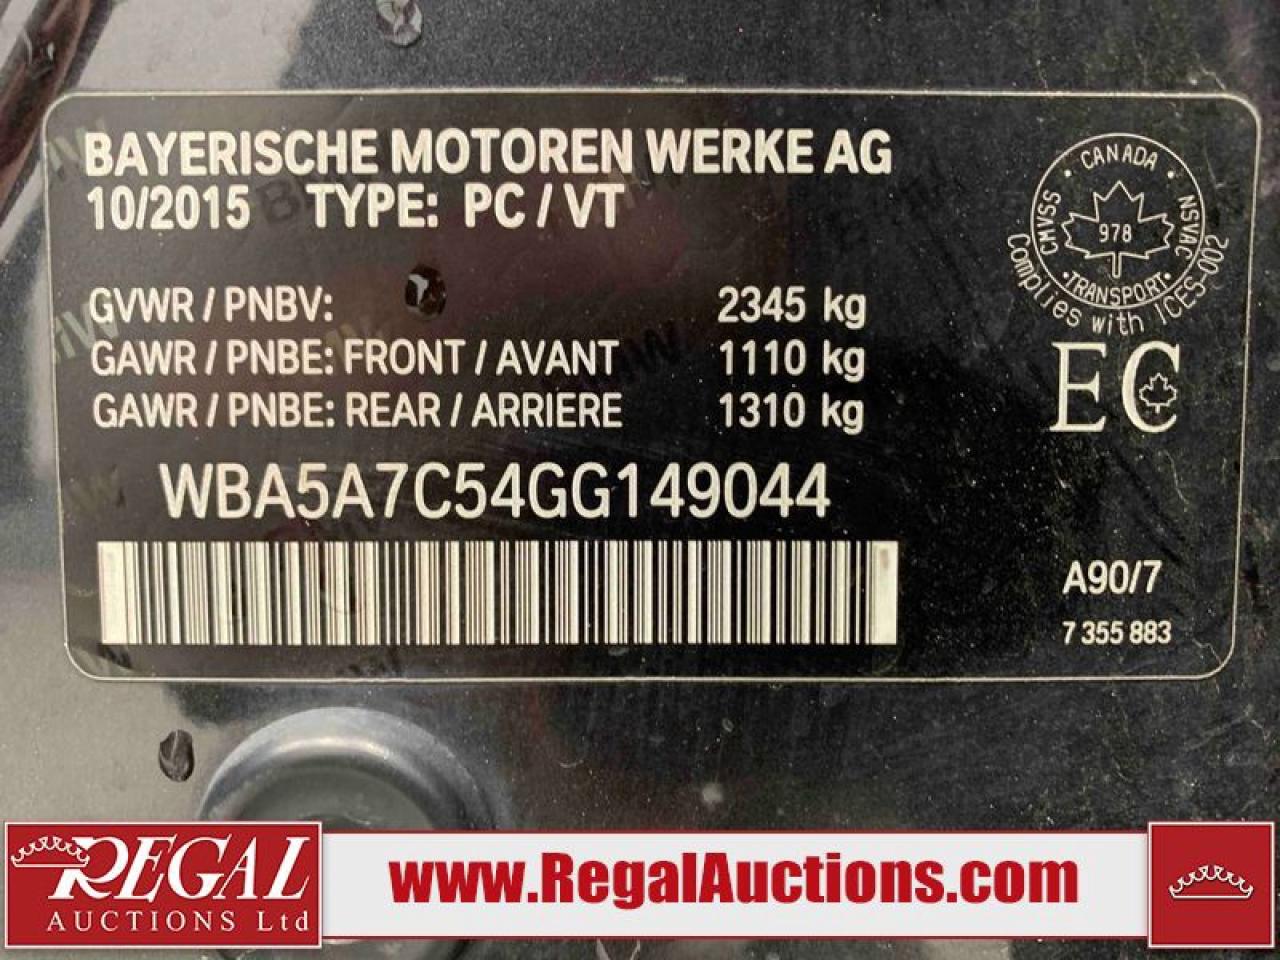 BAYERISCHE MOTOREN WERKE AG
10/2015 TYPE: PC / VT
GVWR / PNBV: 2345 kg
GAWR / PNBE: FRONT / AVANT 1110 kg
GAWR / PNBE: REAR / ARRIERE 1310 kg
WBA5A7C54GG149044
CMVSS · CANADA · NSVAC
978
· TRANSPORT ·
Complies with ICES-002
EC
A90/7
7 355 883
REGAL
AUCTIONS Ltd
www.RegalAuctions.com